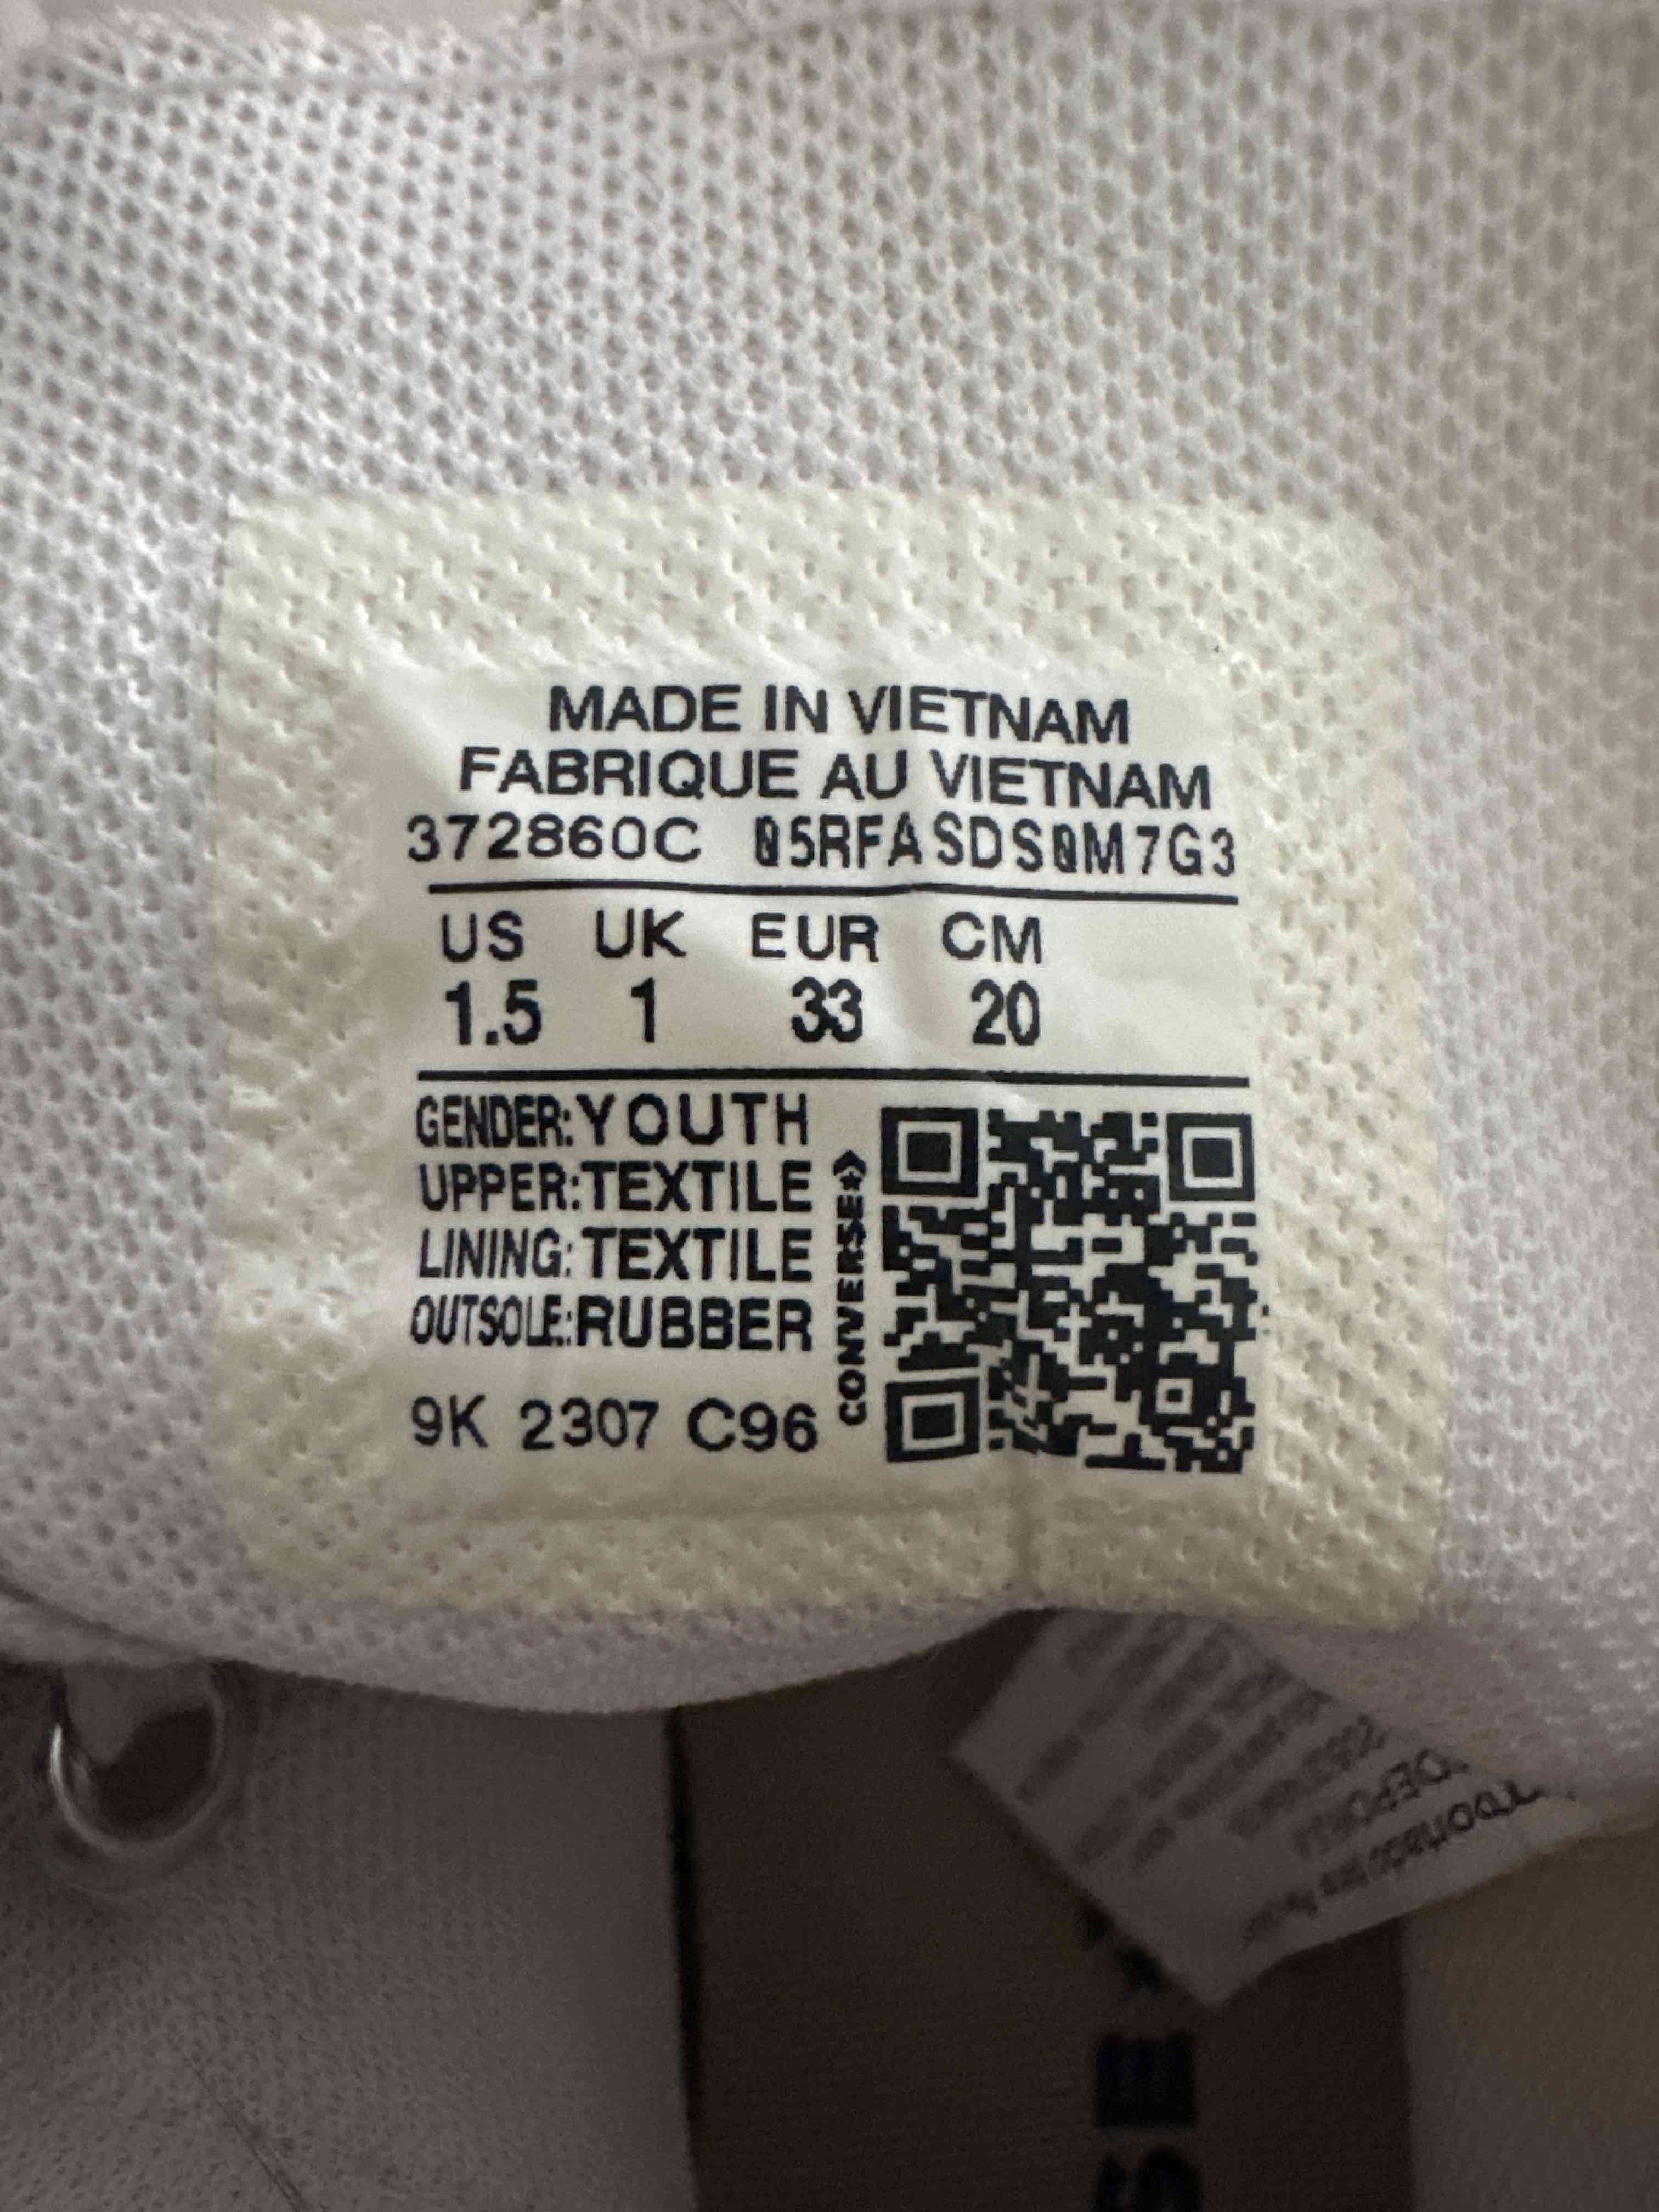 MADE IN VIETNAM
FABRIQUE AU VIETNAM
372860C 05RFASDS0M7G3
US UK EUR CM
1.5 1 33 20
GENDER: YOUTH
UPPER: TEXTILE
LINING: TEXTILE
OUTSOLE: RUBBER
CONVERSE
9K 2307 C96